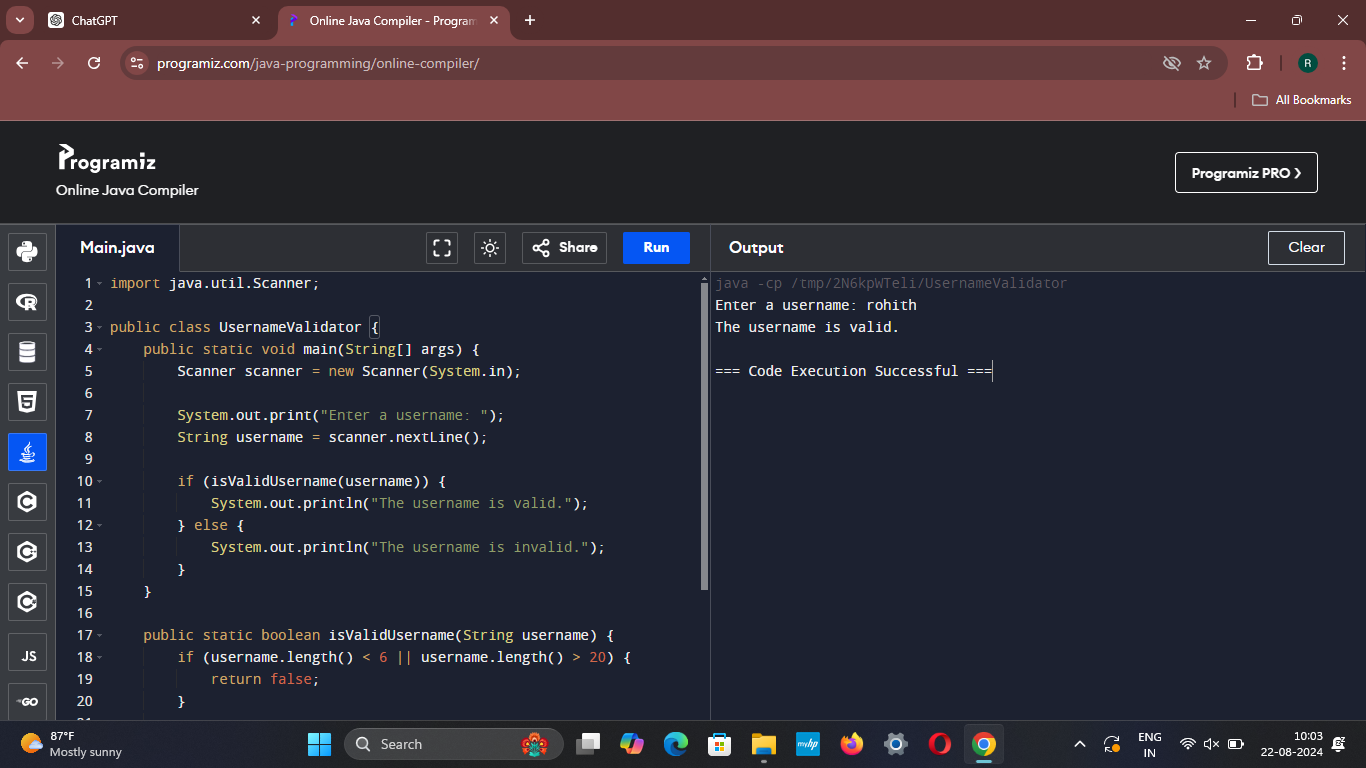 ChatGPT
Online Java Compiler - Program
programiz.com/java-programming/online-compiler/
R
All Bookmarks
Programiz
Online Java Compiler
Programiz PRO ❯
Main.java
Share
Run
Output
Clear
1 import java.util.Scanner;
2
3 public class UsernameValidator {
4 public static void main(String[] args) {
5 Scanner scanner = new Scanner(System.in);
6
7 System.out.print("Enter a username: ");
8 String username = scanner.nextLine();
9
10 if (isValidUsername(username)) {
11 System.out.println("The username is valid.");
12 } else {
13 System.out.println("The username is invalid.");
14 }
15 }
16
17 public static boolean isValidUsername(String username) {
18 if (username.length() < 6 || username.length() > 20) {
19 return false;
20 }
java -cp /tmp/2N6kpWTeli/UsernameValidator
Enter a username: rohith
The username is valid.
=== Code Execution Successful ===
JS
GO
87°F
Mostly sunny
Search
myhp
ENG
IN
10:03
22-08-2024